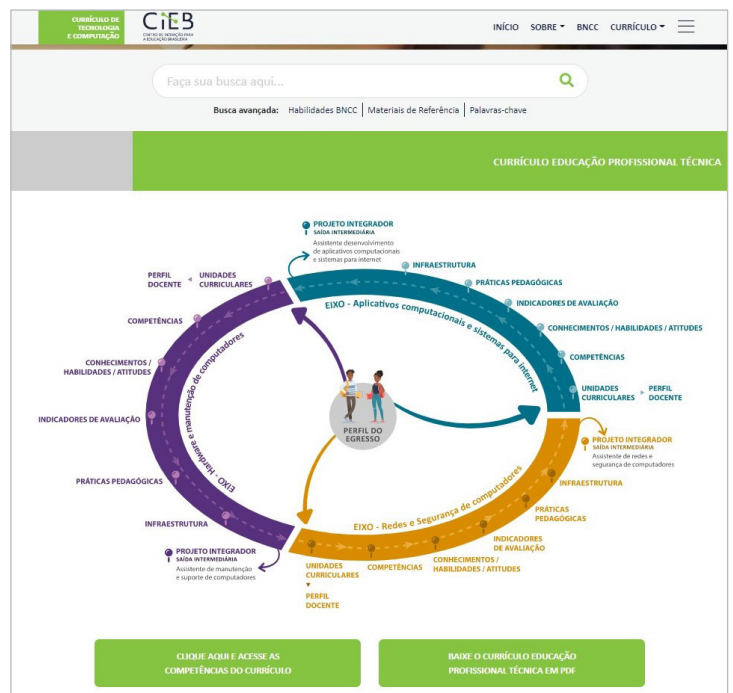 CURRÍCULO DE
TECNOLOGIA
E COMPUTAÇÃO
CIEB
CENTRO DE INOVAÇÃO PARA
A EDUCAÇÃO BRASILEIRA
INÍCIO SOBRE BNCC CURRÍCULO
Faça sua busca aqui...
Busca avançada: Habilidades BNCC | Materiais de Referência | Palavras-chave
CURRÍCULO EDUCAÇÃO PROFISSIONAL TÉCNICA
PROJETO INTEGRADOR
SAÍDA INTERMEDIÁRIA
Assistente desenvolvimento
de aplicativos computacionais
e sistemas para internet
INFRAESTRUTURA
PRÁTICAS PEDAGÓGICAS
INDICADORES DE AVALIAÇÃO
CONHECIMENTOS / HABILIDADES / ATITUDES
COMPETÊNCIAS
UNIDADES
CURRICULARES
PERFIL
DOCENTE
EIXO - Aplicativos computacionais e sistemas para internet
PERFIL
DOCENTE
UNIDADES
CURRICULARES
COMPETÊNCIAS
CONHECIMENTOS /
HABILIDADES / ATITUDES
INDICADORES DE AVALIAÇÃO
PRÁTICAS PEDAGÓGICAS
INFRAESTRUTURA
EIXO - Hardware e manutenção de computadores
PROJETO INTEGRADOR
SAÍDA INTERMEDIÁRIA
Assistente de manutenção
e suporte de computadores
PERFIL DO
EGRESSO
PROJETO INTEGRADOR
SAÍDA INTERMEDIÁRIA
Assistente de redes e
segurança de computadores
INFRAESTRUTURA
PRÁTICAS
PEDAGÓGICAS
INDICADORES
DE AVALIAÇÃO
CONHECIMENTOS /
HABILIDADES / ATITUDES
COMPETÊNCIAS
UNIDADES
CURRICULARES
PERFIL
DOCENTE
EIXO - Redes e Segurança de computadores
CLIQUE AQUI E ACESSE AS
COMPETÊNCIAS DO CURRÍCULO
BAIXE O CURRÍCULO EDUCAÇÃO
PROFISSIONAL TÉCNICA EM PDF